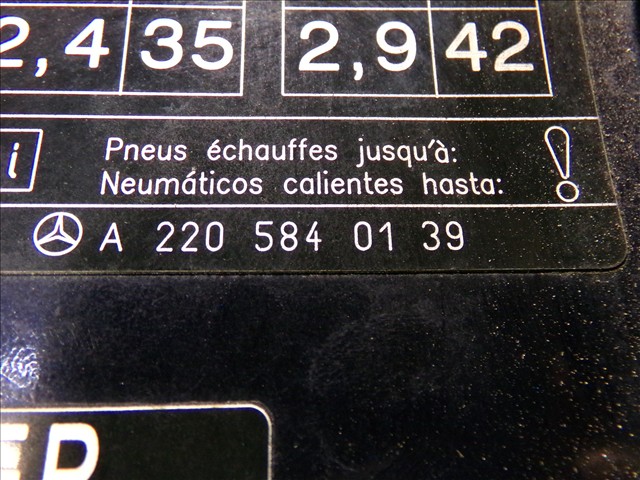 2,4 35 2,9 42
i Pneus échauffes jusqu'à: !
Neumáticos calientes hasta:
A 220 584 01 39